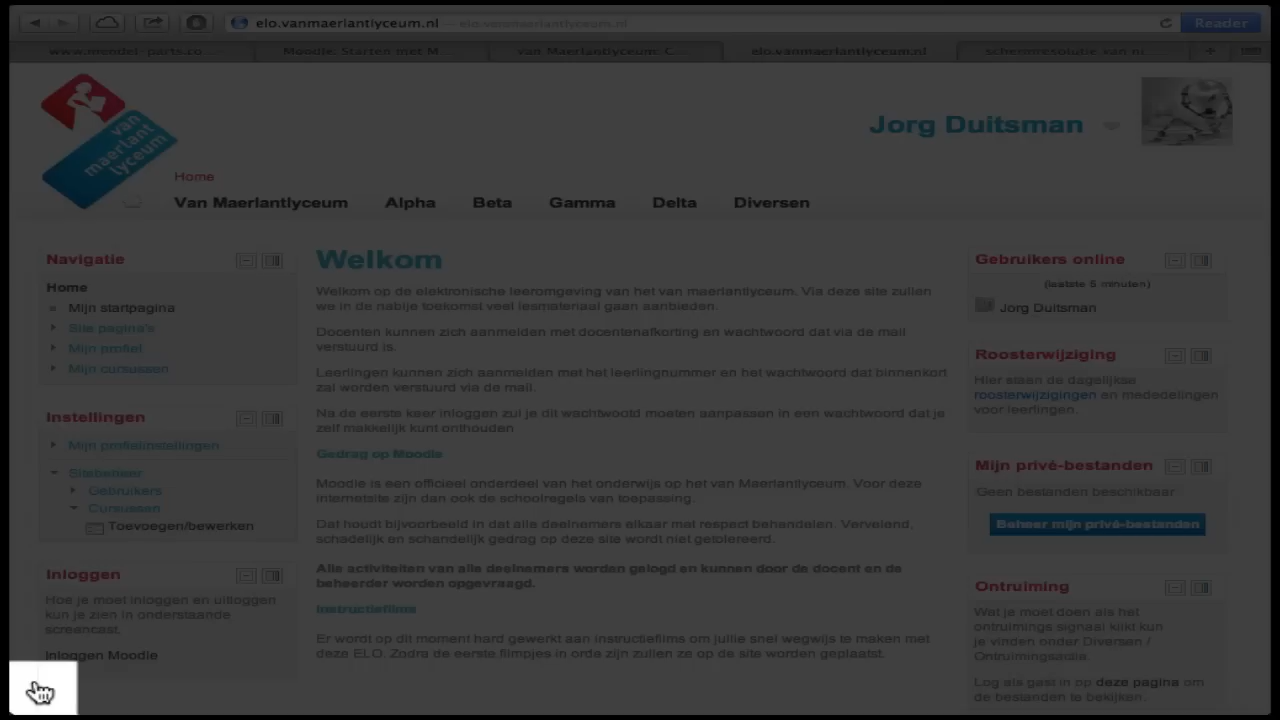 elo.vanmaerlantlyceum.nl — elo.vanmaerlantlyceum.nl
Reader
Moodle. Starten met M...
van Maerlantlyceum: C...
elo.vanmaerlantlyceum.nl
van
maerlant
lyceum
Jorg Duitsman
Home
Van Maerlantlyceum Alpha Beta Gamma Delta Diversen
Navigatie
Home
Mijn startpagina
Site pagina's
Mijn profiel
Mijn cursussen
Instellingen
Mijn profielinstellingen
Sitebeheer
Gebruikers
Cursussen
Toevoegen/bewerken
Inloggen
Hoe je moet inloggen en uitloggen
kun je zien in onderstaande
screencast.
Inloggen Moodle
Welkom
Welkom op de elektronische leeromgeving van het van maerlantlyceum. Via deze site zullen
we in de nabije toekomst veel lesmateriaal gaan aanbieden.
Docenten kunnen zich aanmelden met docentenafkorting en wachtwoord dat via de mail
verstuurd is.
Leerlingen kunnen zich aanmelden met het leerlingnummer en het wachtwoord dat binnenkort
zal worden verstuurd via de mail.
Na de eerste keer inloggen zul je dit wachtwoord moeten aanpassen in een wachtwoord dat je
zelf makkelijk kunt onthouden
Gedrag op Moodle
Moodle is een officieel onderdeel van het onderwijs op het van Maerlantlyceum. Voor deze
internetsite zijn dan ook de schoolregels van toepassing.
Dat houdt bijvoorbeeld in dat alle deelnemers elkaar met respect behandelen. Vervelend,
schadelijk en schandelijk gedrag op deze site wordt niet getolereerd.
Alle activiteiten van alle deelnemers worden gelogd en kunnen door de docent en de
beheerder worden opgevraagd.
Instructiefilms
Er wordt op dit moment hard gewerkt aan instructiefilms om jullie snel wegwijs te maken met
deze ELO. Zodra de eerste filmpjes in orde zijn zullen ze op de site worden geplaatst.
Gebruikers online
(laatste 5 minuten)
Jorg Duitsman
Roosterwijziging
Hier staan de dagelijkse
roosterwijzigingen en mededelingen
voor leerlingen.
Mijn privé-bestanden
Geen bestanden beschikbaar
Beheer mijn privé-bestanden
Ontruiming
Wat je moet doen als het
ontruimings signaal klikt kun
je vinden onder Diversen /
Ontruimingsadie.
Log als gast in op deze pagina om
de bestanden te bekijken.